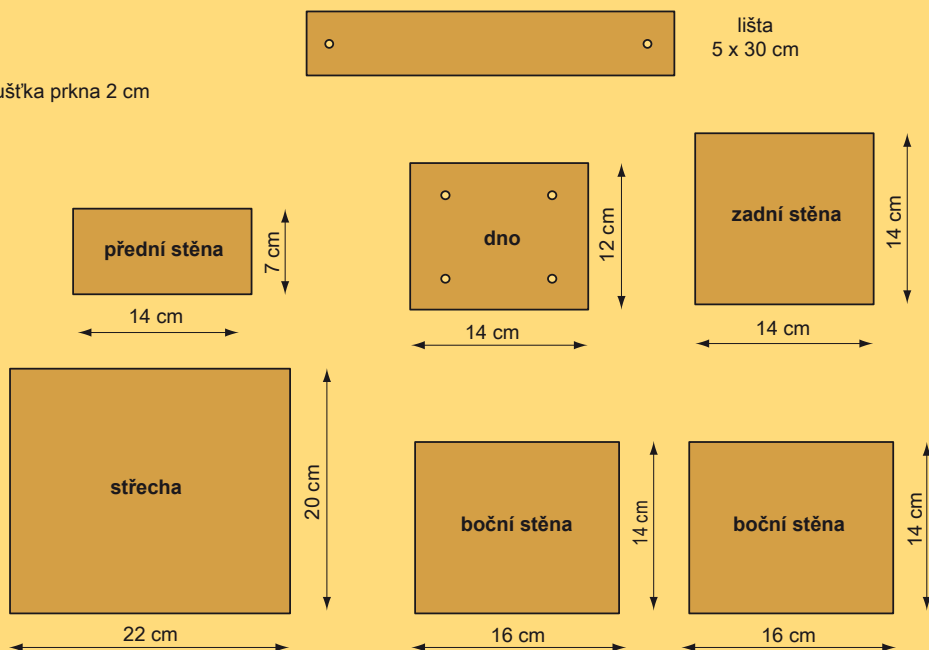 lišta
5 x 30 cm
prkna 2 cm
přední stěna
7 cm
14 cm
dno
12 cm
14 cm
zadní stěna
14 cm
14 cm
střecha
20 cm
22 cm
boční stěna
14 cm
16 cm
boční stěna
14 cm
16 cm